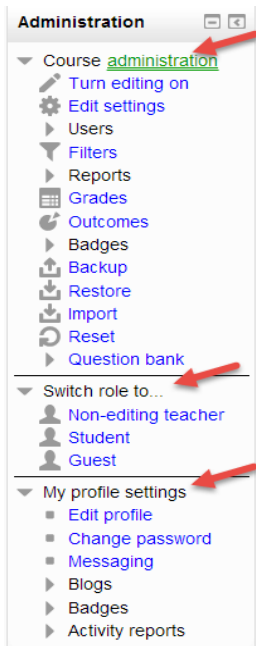 Administration
Course administration
Turn editing on
Edit settings
Users
Filters
Reports
Grades
Outcomes
Badges
Backup
Restore
Import
Reset
Question bank
Switch role to...
Non-editing teacher
Student
Guest
My profile settings
Edit profile
Change password
Messaging
Blogs
Badges
Activity reports